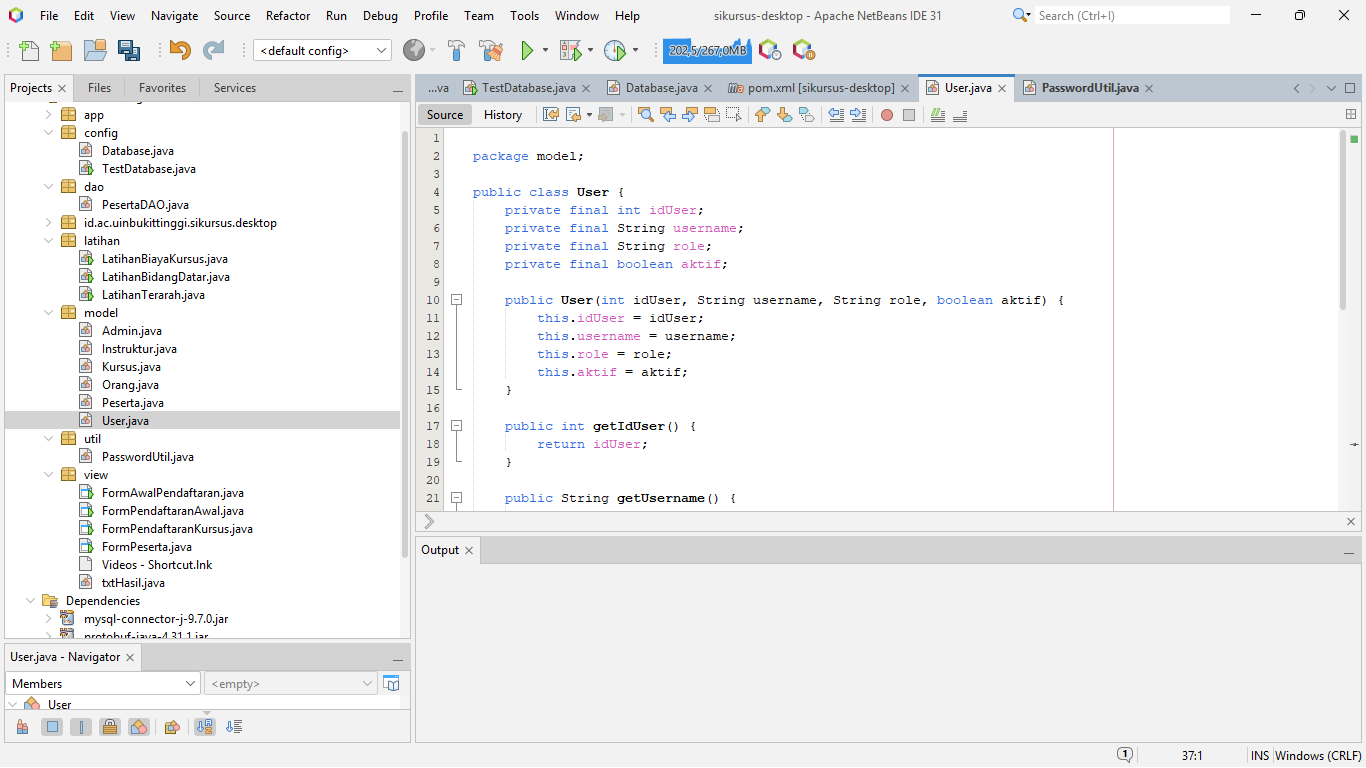 File Edit View Navigate Source Refactor Run Debug Profile Team Tools Window Help
sikursus-desktop - Apache NetBeans IDE 31
Search (Ctrl+I)
<default config>
202,5/267,0MB
Projects Files Favorites Services
app
config
Database.java
TestDatabase.java
dao
PesertaDAO.java
id.ac.uinbukittinggi.sikursus.desktop
latihan
LatihanBiayaKursus.java
LatihanBidangDatar.java
LatihanTerarah.java
model
Admin.java
Instruktur.java
Kursus.java
Orang.java
Peserta.java
User.java
util
PasswordUtil.java
view
FormAwalPendaftaran.java
FormPendaftaranAwal.java
FormPendaftaranKursus.java
FormPeserta.java
Videos - Shortcut.lnk
txtHasil.java
Dependencies
mysql-connector-j-9.7.0.jar
protobuf-java-4.31.1.jar
User.java - Navigator
Members
<empty>
User
...va TestDatabase.java Database.java pom.xml [sikursus-desktop] User.java PasswordUtil.java
Source History
1
2 package model;
3
4 public class User {
5 private final int idUser;
6 private final String username;
7 private final String role;
8 private final boolean aktif;
9
10 public User(int idUser, String username, String role, boolean aktif) {
11 this.idUser = idUser;
12 this.username = username;
13 this.role = role;
14 this.aktif = aktif;
15 }
16
17 public int getIdUser() {
18 return idUser;
19 }
20
21 public String getUsername() {
Output
1
37:1
INS
Windows (CRLF)